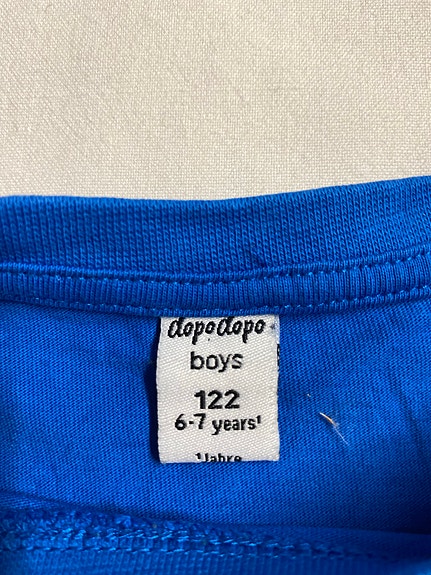 dopodopo
boys
122
6-7 years¹
¹Jahre